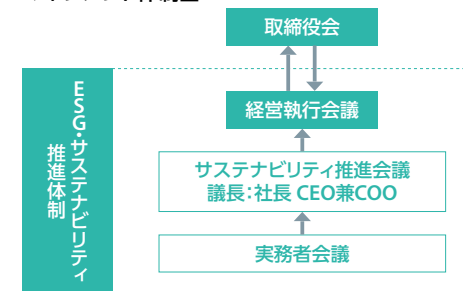 取締役会
経営執行会議
ESG・サステナビリティ
推進体制
サステナビリティ推進会議
議長：社長 CEO兼COO
実務者会議